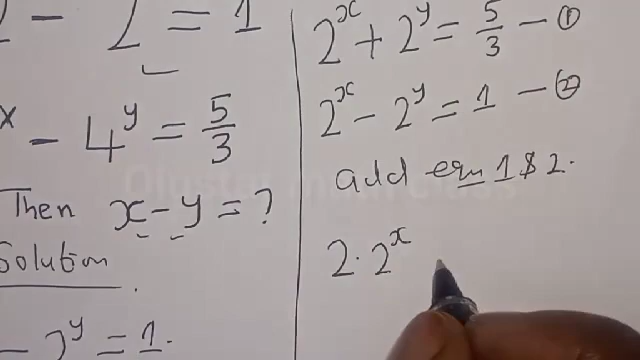 2 - 2 = 1
x - 4^y = 5/3
Then x - y = ?
Solution
- 2^y = 1.
2^x + 2^y = 5/3 - ①
2^x - 2^y = 1 - ②
add eqn 1 $ 2.
2 . 2^x